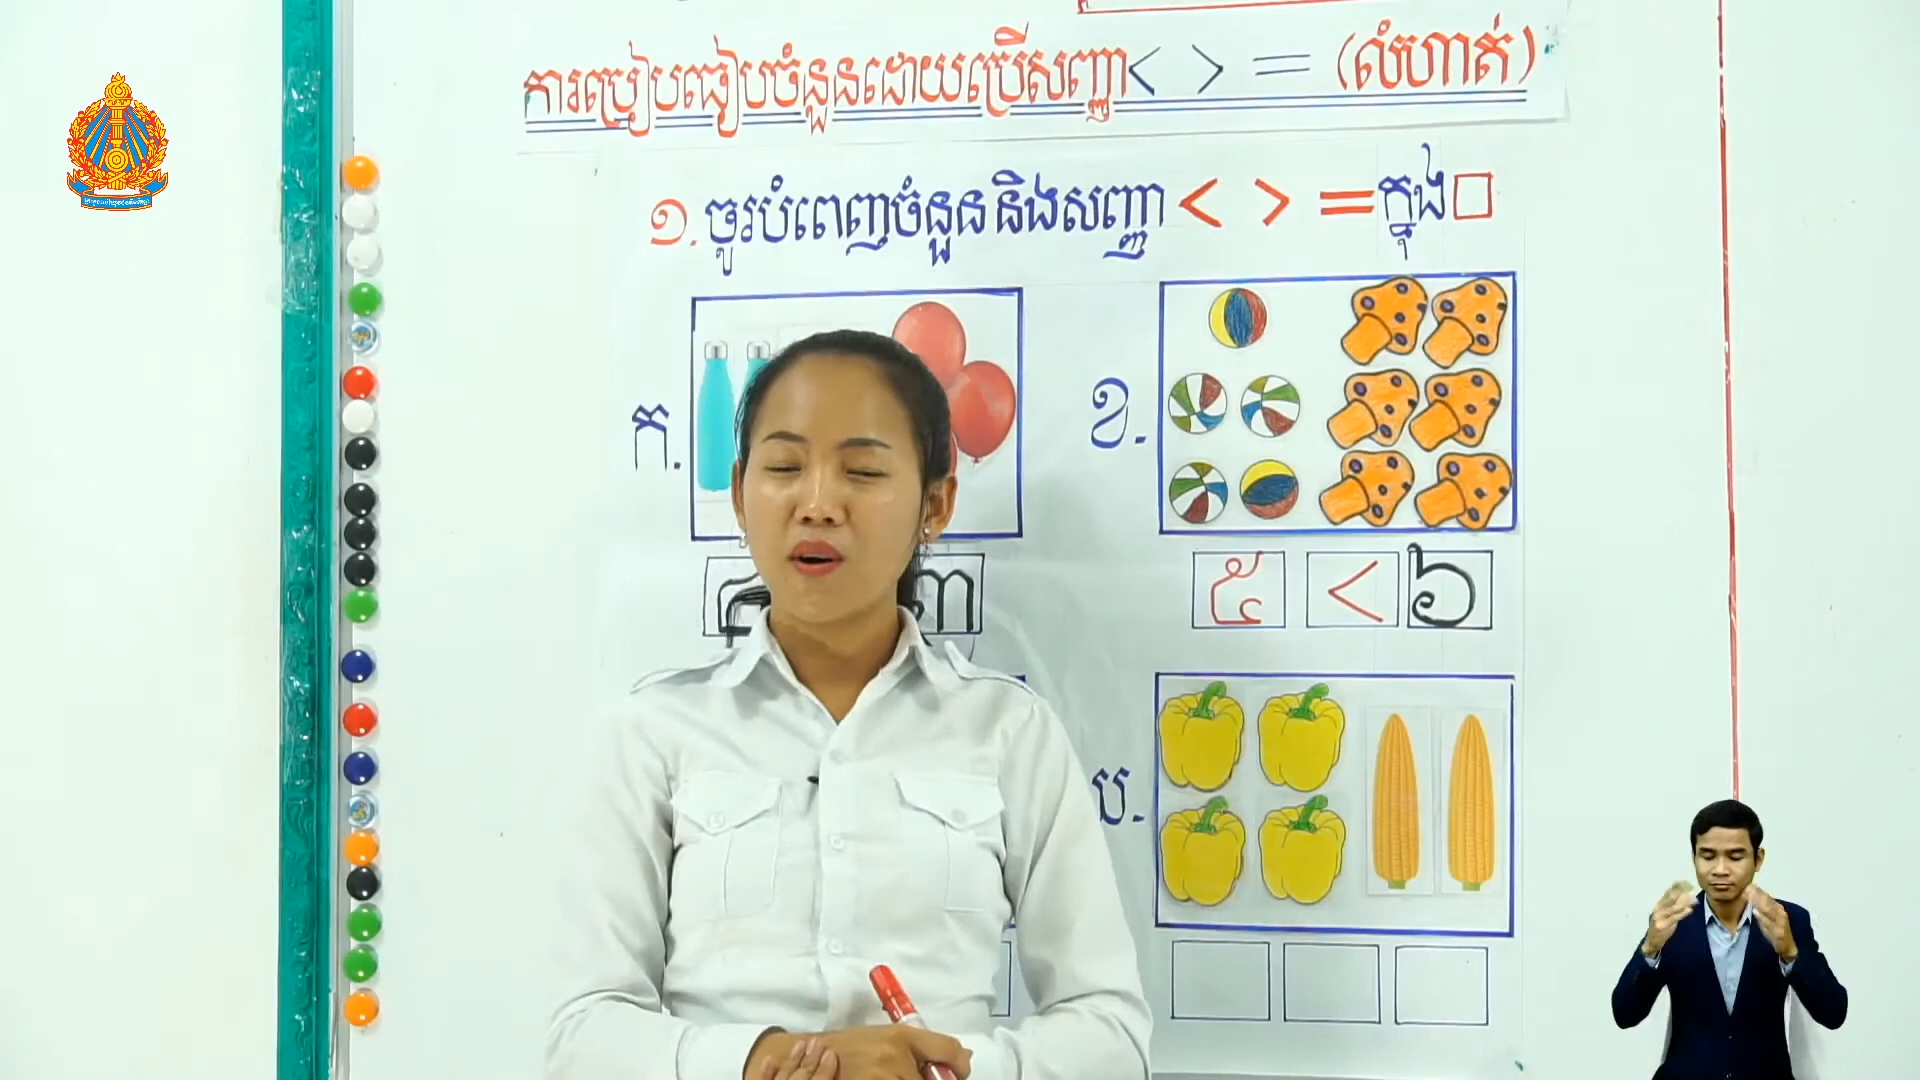 ការប្រៀបធៀបចំនួនដោយប្រើសញ្ញា < > = (លំហាត់)
១. ចូរបំពេញចំនួននិងសញ្ញា < > = ក្នុង □
ក.
ខ.
៤ ៣
៥ < ៦
ឃ.